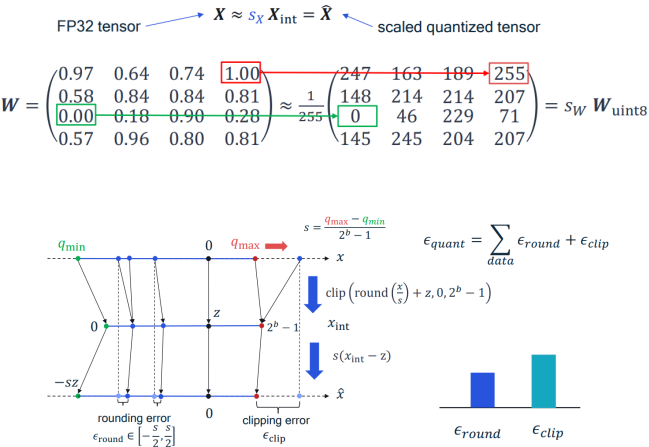 X ≈ s_X X_int = X̂
FP32 tensor
scaled quantized tensor
W = (0.97 0.64 0.74 1.00 ≈ 1/255 (247 163 189 255 = s_W W_uint8
0.58 0.84 0.84 0.81 148 214 214 207
0.00 0.18 0.90 0.28 0 46 229 71
0.57 0.96 0.80 0.81) 145 245 204 207)
s = (q_max − q_min)/(2^b − 1)
q_min 0 q_max
x
ϵ_quant = ∑_data ϵ_round + ϵ_clip
clip (round (x/s) + z, 0, 2^b − 1)
z
0 2^b − 1 x_int
s(x_int − z)
−sz
0 x̂
rounding error
ϵ_round ∈ [−s/2, s/2]
clipping error
ϵ_clip
ϵ_round ϵ_clip